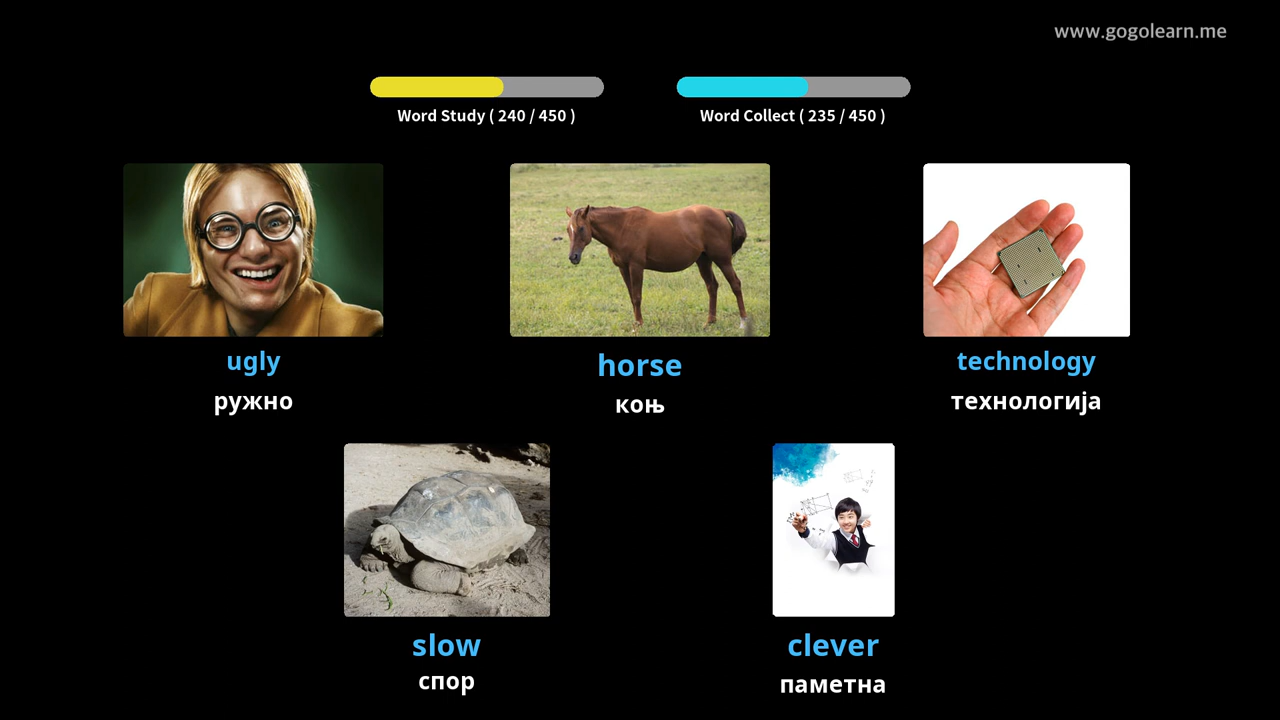 www.gogolearn.me
Word Study ( 240 / 450 )
Word Collect ( 235 / 450 )
ugly
ружно
horse
коњ
technology
технологија
slow
спор
clever
паметна